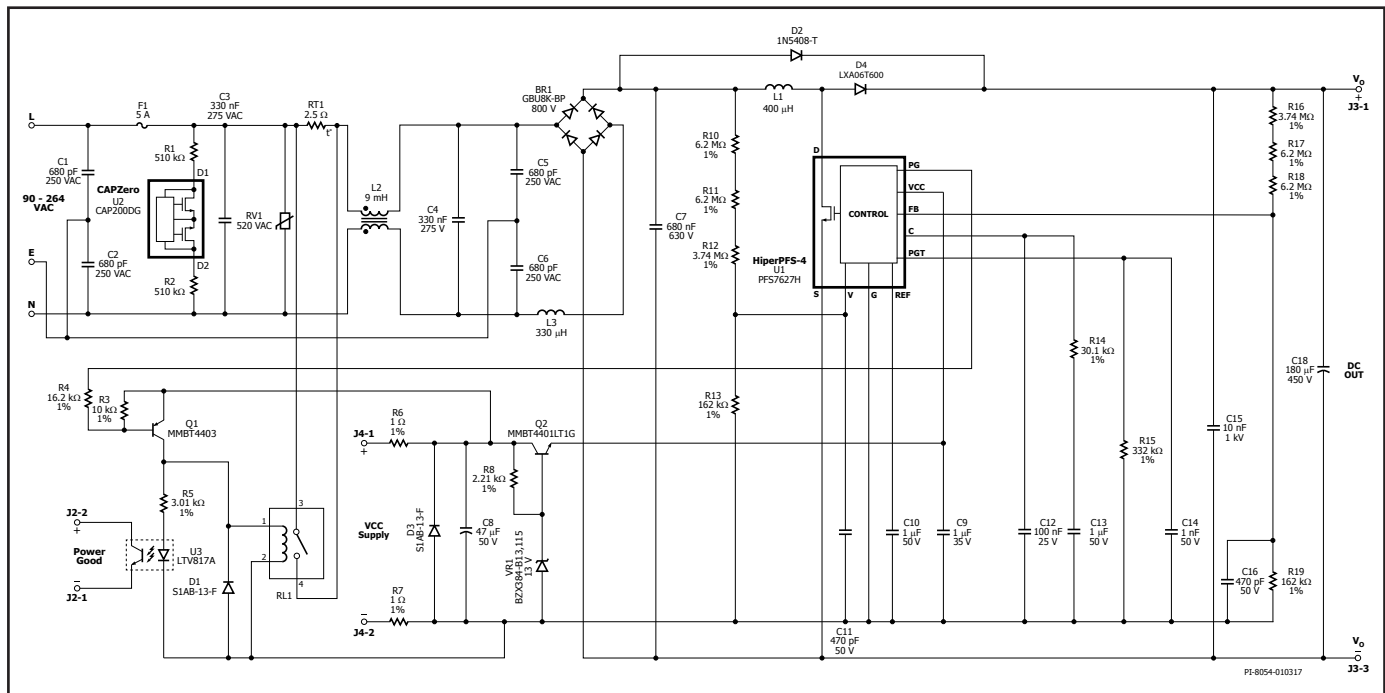 D2
1N5408-T
D4
LXA06T600
L1
400 µH
BR1
GBU8K-BP
800 V
VO
+
J3-1
C3
330 nF
275 VAC
RT1
2.5 Ω
t°
F1
5 A
L
R1
510 kΩ
D1
C1
680 pF
250 VAC
CAPZero
U2
CAP200DG
90 - 264
VAC
RV1
520 VAC
L2
9 mH
C4
330 nF
275 V
C5
680 pF
250 VAC
C2
680 pF
250 VAC
D2
R2
510 kΩ
E
N
C6
680 pF
250 VAC
L3
330 µH
C7
680 nF
630 V
R10
6.2 MΩ
1%
R11
6.2 MΩ
1%
R12
3.74 MΩ
1%
D
PG
VCC
CONTROL
FB
C
PGT
HiperPFS-4
U1
PFS7627H
S
V
G
REF
R16
3.74 MΩ
1%
R17
6.2 MΩ
1%
R18
6.2 MΩ
1%
R4
16.2 kΩ
1%
R3
10 kΩ
1%
Q1
MMBT4403
R6
1 Ω
1%
J4-1
+
Q2
MMBT4401LT1G
R8
2.21 kΩ
1%
R13
162 kΩ
1%
R14
30.1 kΩ
1%
R15
332 kΩ
1%
C18
180 µF
450 V
DC
OUT
C15
10 nF
1 kV
R5
3.01 kΩ
1%
J2-2
+
Power
Good
U3
LTV817A
–
J2-1
D1
S1AB-13-F
3
1
2
4
RL1
VCC
Supply
D3
S1AB-13-F
C8
47 µF
50 V
VR1
BZX384-B13,115
13 V
R7
1 Ω
1%
–
J4-2
C10
1 µF
50 V
C9
1 µF
35 V
C12
100 nF
25 V
C13
1 µF
50 V
C14
1 nF
50 V
C16
470 pF
50 V
R19
162 kΩ
1%
C11
470 pF
50 V
VO
–
J3-3
PI-8054-010317